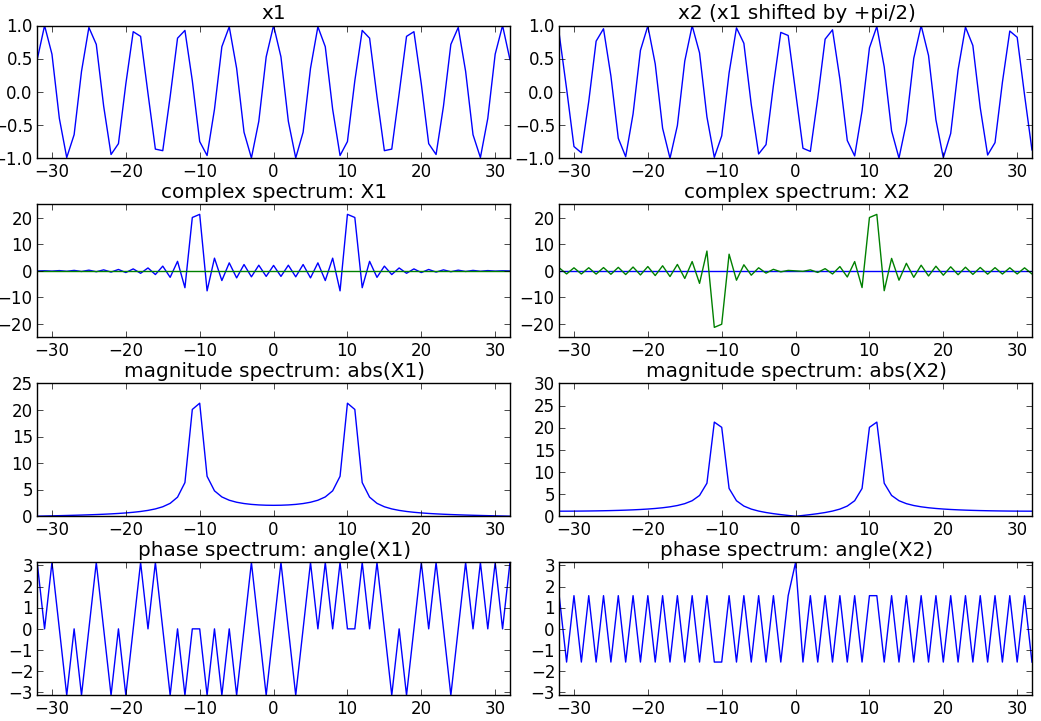 x1
x2 (x1 shifted by +pi/2)
1.0
0.5
0.0
−0.5
−1.0
−30 −20 −10 0 10 20 30
1.0
0.5
0.0
−0.5
−1.0
−30 −20 −10 0 10 20 30
complex spectrum: X1
complex spectrum: X2
20
10
0
−10
−20
−30 −20 −10 0 10 20 30
20
10
0
−10
−20
−30 −20 −10 0 10 20 30
magnitude spectrum: abs(X1)
magnitude spectrum: abs(X2)
25
20
15
10
5
0
−30 −20 −10 0 10 20 30
30
25
20
15
10
5
0
−30 −20 −10 0 10 20 30
phase spectrum: angle(X1)
phase spectrum: angle(X2)
3
2
1
0
−1
−2
−3
−30 −20 −10 0 10 20 30
3
2
1
0
−1
−2
−3
−30 −20 −10 0 10 20 30